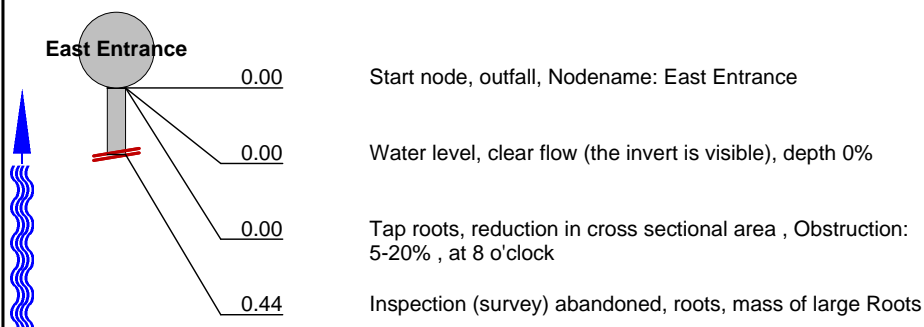 East Entrance
0.00 Start node, outfall, Nodename: East Entrance
0.00 Water level, clear flow (the invert is visible), depth 0%
0.00 Tap roots, reduction in cross sectional area , Obstruction:
5-20% , at 8 o'clock
0.44 Inspection (survey) abandoned, roots, mass of large Roots